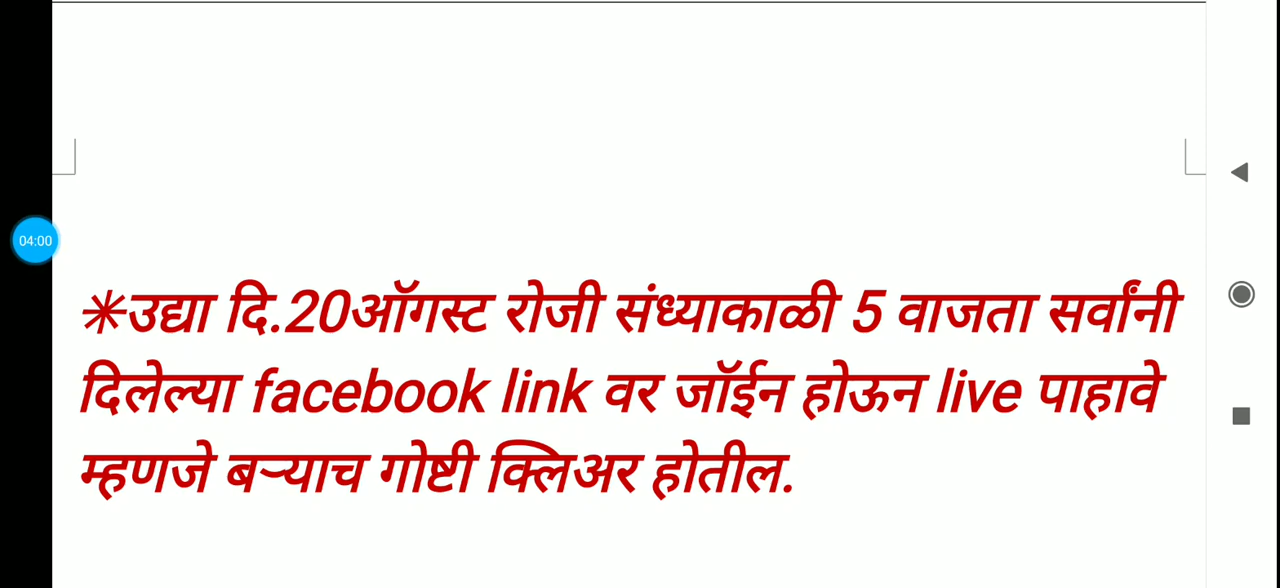 04:00
✳उद्या दि.20ऑगस्ट रोजी संध्याकाळी 5 वाजता सर्वांनी
दिलेल्या facebook link वर जॉईन होऊन live पाहावे
म्हणजे बऱ्याच गोष्टी क्लिअर होतील.